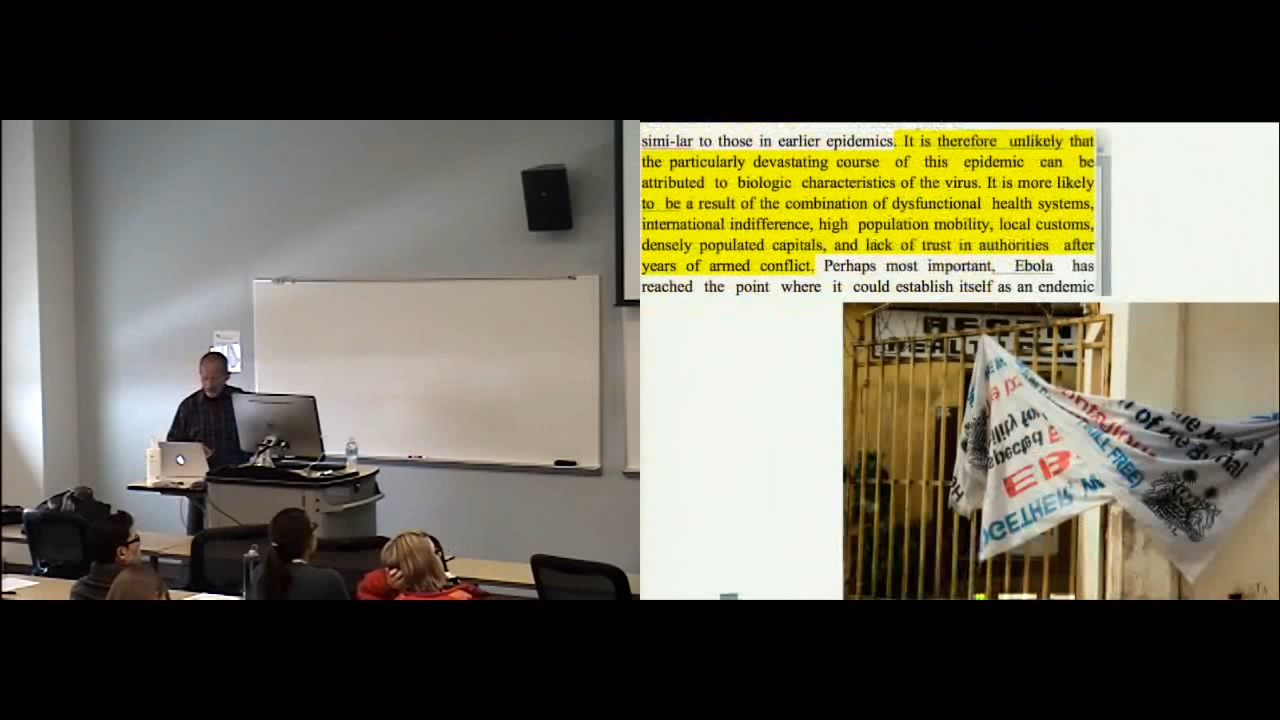 simi-lar to those in earlier epidemics. It is therefore unlikely that
the particularly devastating course of this epidemic can be
attributed to biologic characteristics of the virus. It is more likely
to be a result of the combination of dysfunctional health systems,
international indifference, high population mobility, local customs,
densely populated capitals, and lack of trust in authorities after
years of armed conflict. Perhaps most important, Ebola has
reached the point where it could establish itself as an endemic
pected
EB
OGETHER
FREE)